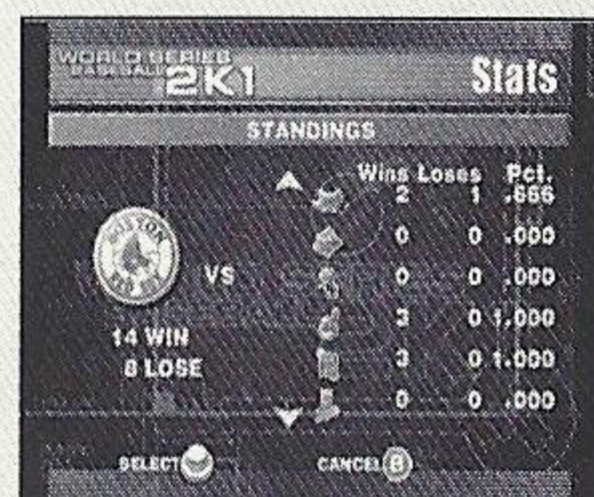 WORLD SERIES
BASEBALL 2K1
Stats
STANDINGS
Wins Loses Pct.
2 1 .666
0 0 .000
BOSTON
VS
0 0 .000
3 0 1.000
14 WIN
3 0 1.000
8 LOSE
0 0 .000
SELECT
CANCEL B